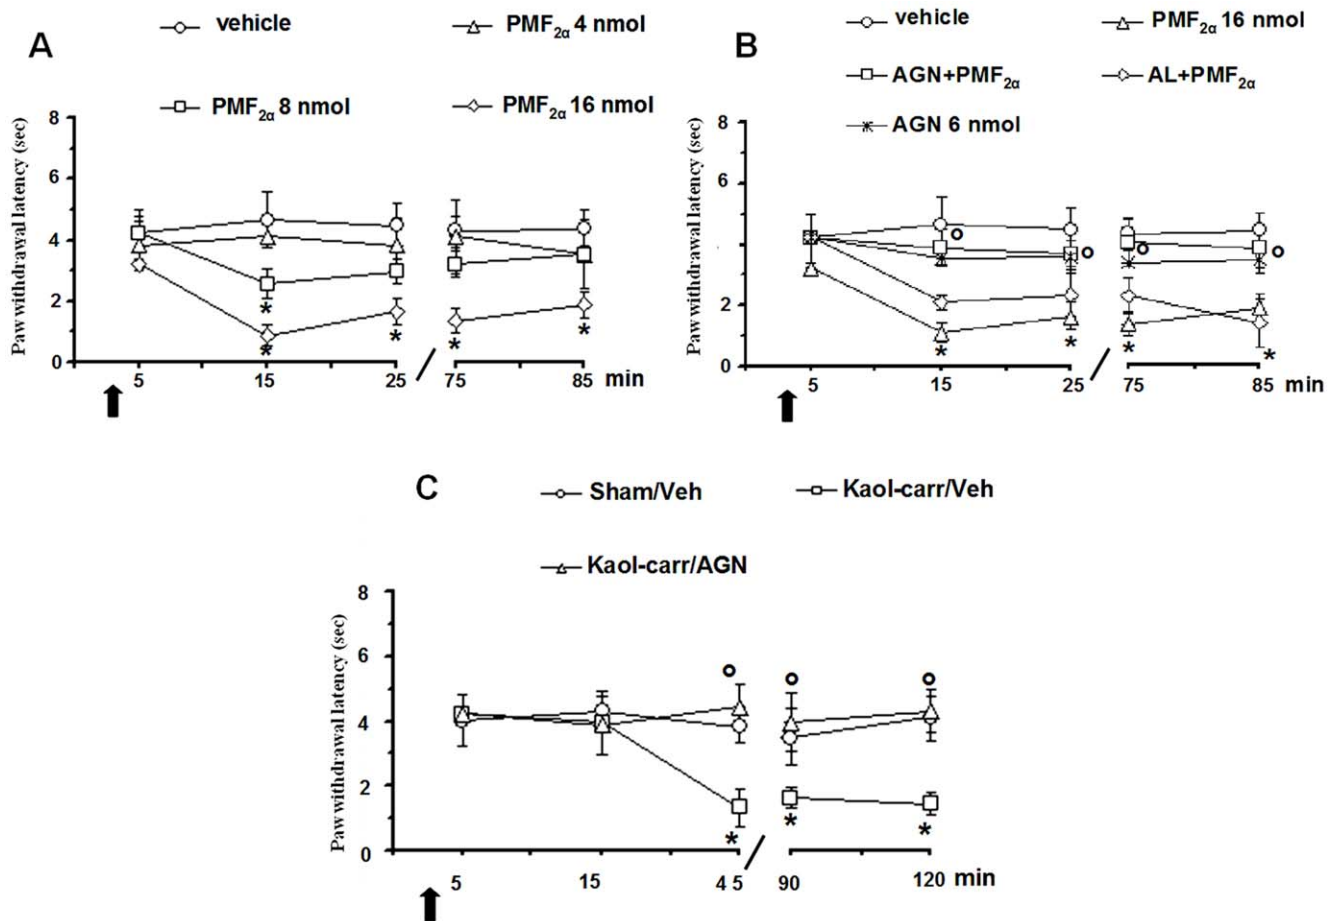 A
vehicle
PMF2α 4 nmol
PMF2α 8 nmol
PMF2α 16 nmol
Paw withdrawal latency (sec)
8
6
4
2
0
*
*
*
*
*
5
15
25
75
85
min
B
vehicle
PMF2α 16 nmol
AGN+PMF2α
AL+PMF2α
AGN 6 nmol
Paw withdrawal latency (sec)
8
6
4
2
0
*
*
*
*
5
15
25
75
85
min
C
Sham/Veh
Kaol-carr/Veh
Kaol-carr/AGN
Paw withdrawal latency (sec)
8
6
4
2
0
*
*
*
5
15
4 5
90
120
min